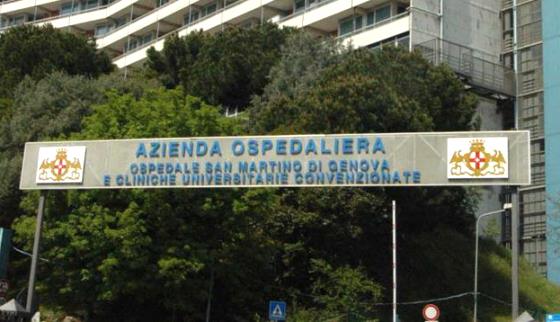 AZIENDA OSPEDALIERA
OSPEDALE SAN MARTINO DI GENOVA
E CLINICHE UNIVERSITARIE CONVENZIONATE